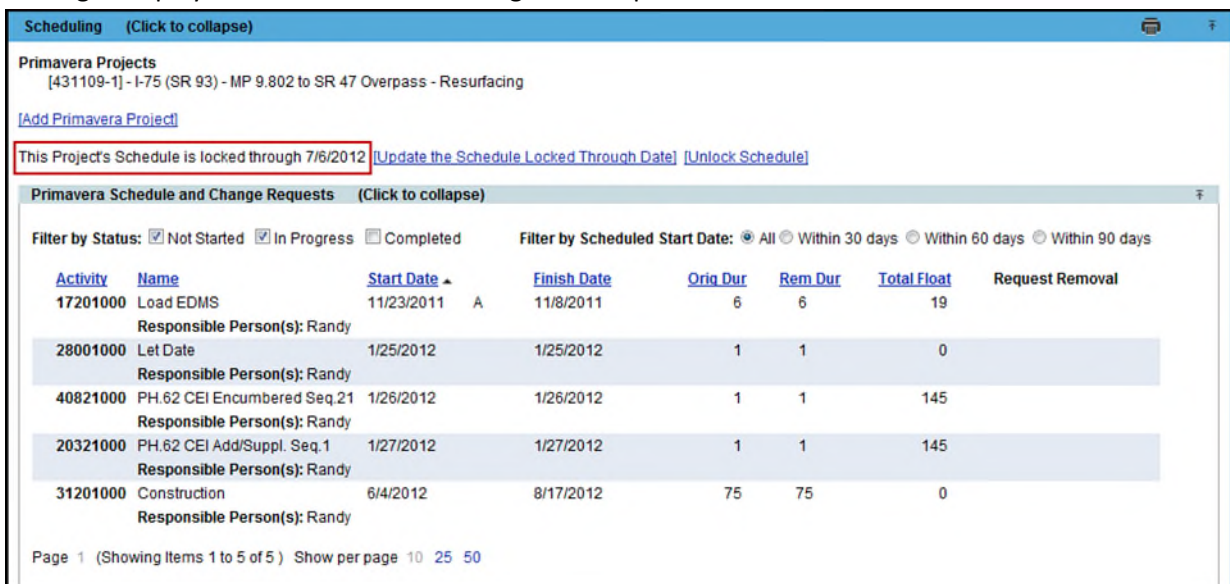 Scheduling (Click to collapse)
Primavera Projects
[431109-1] - I-75 (SR 93) - MP 9.802 to SR 47 Overpass - Resurfacing
[Add Primavera Project]
This Project's Schedule is locked through 7/6/2012 [Update the Schedule Locked Through Date] [Unlock Schedule]
Primavera Schedule and Change Requests (Click to collapse)
Filter by Status: Not Started In Progress Completed Filter by Scheduled Start Date: All Within 30 days Within 60 days Within 90 days
Activity Name Start Date Finish Date Orig Dur Rem Dur Total Float Request Removal
17201000 Load EDMS 11/23/2011 A 11/8/2011 6 6 19
Responsible Person(s): Randy
28001000 Let Date 1/25/2012 1/25/2012 1 1 0
Responsible Person(s): Randy
40821000 PH.62 CEI Encumbered Seq.21 1/26/2012 1/26/2012 1 1 145
Responsible Person(s): Randy
20321000 PH.62 CEI Add/Suppl. Seq.1 1/27/2012 1/27/2012 1 1 145
Responsible Person(s): Randy
31201000 Construction 6/4/2012 8/17/2012 75 75 0
Responsible Person(s): Randy
Page 1 (Showing Items 1 to 5 of 5 ) Show per page 10 25 50